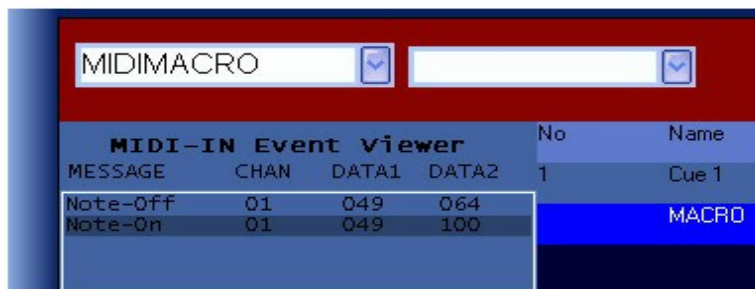 MIDIMACRO
MIDI-IN Event Viewer
MESSAGE CHAN DATA1 DATA2
Note-Off 01 049 064
Note-On 01 049 100
No Name
1 Cue 1
MACRO